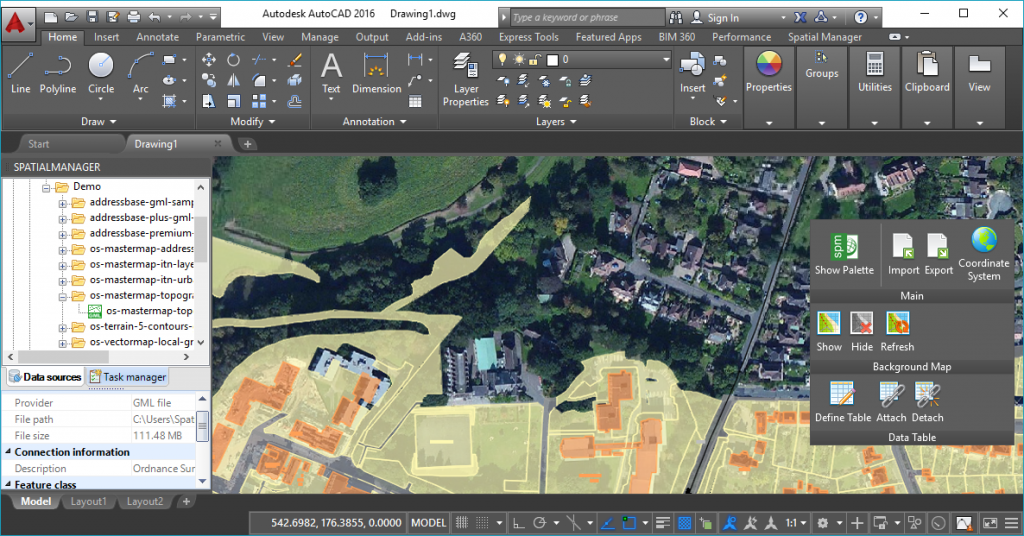 Autodesk AutoCAD 2016 Drawing1.dwg
Type a keyword or phrase
Sign In
Home Insert Annotate Parametric View Manage Output Add-ins A360 Express Tools Featured Apps BIM 360 Performance Spatial Manager
Line Polyline Circle Arc
Draw
Modify
Text Dimension
Annotation
Layer
Properties
0
Layers
Insert
Block
Properties
Groups
Utilities
Clipboard
View
Start
Drawing1
SPATIALMANAGER
Demo
addressbase-gml-samp
addressbase-plus-gml-
addressbase-premium-
os-mastermap-address
os-mastermap-itn-laye
os-mastermap-itn-urb
os-mastermap-topogra
os-mastermap-top
os-terrain-5-contours-
os-vectormap-local-gr
Data sources Task manager
Provider GML file
File path C:\Users\Spat
File size 111.48 MB
Connection information
Description Ordnance Sur
Feature class
Model Layout1 Layout2
spm
Show Palette Import Export Coordinate
System
Main
Show Hide Refresh
Background Map
Define Table Attach Detach
Data Table
542.6982, 176.3855, 0.0000 MODEL 1:1